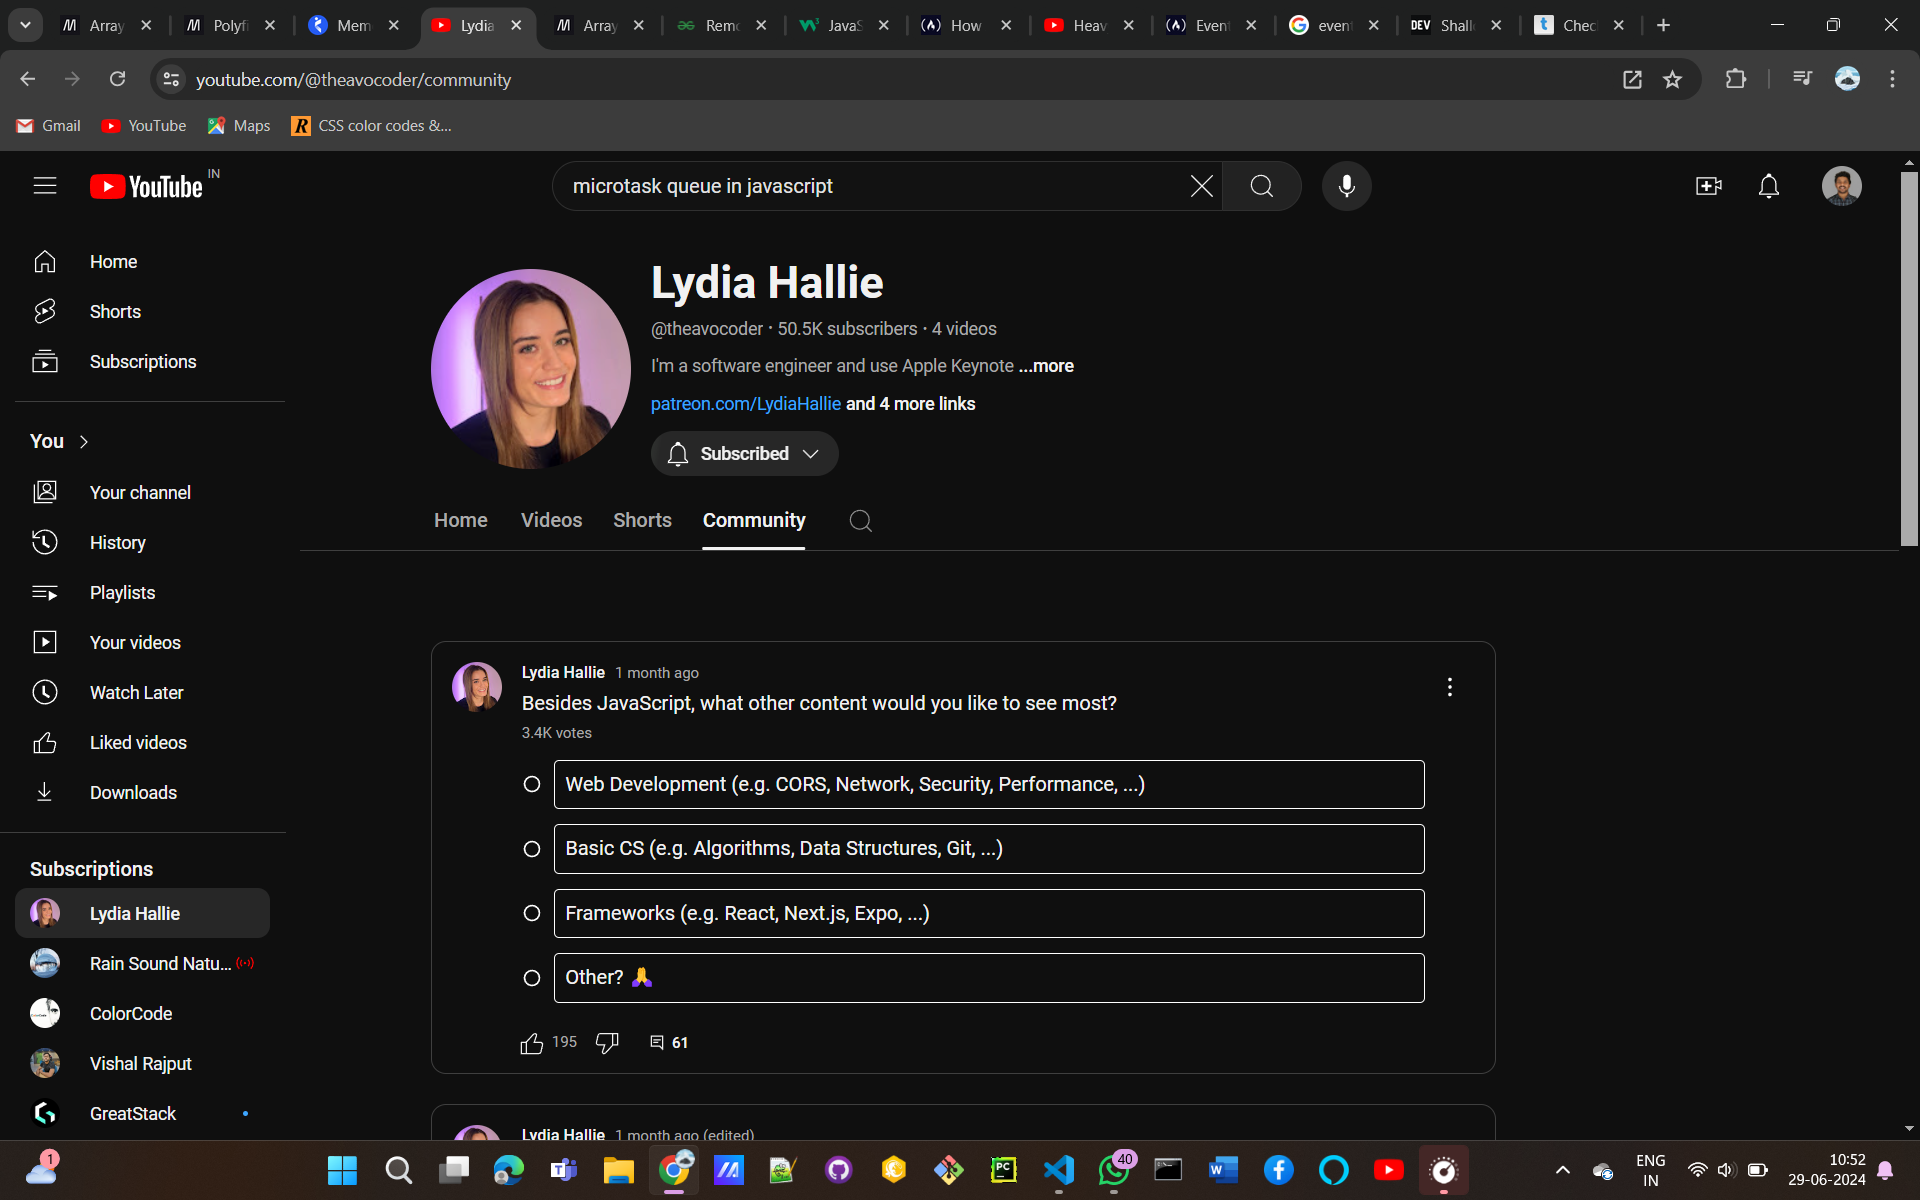 Array
Polyfi
Mem
Lydia
Array
Remo
JavaS
How
Heav
Event
event
DEV Shall
Chec
youtube.com/@theavocoder/community
Gmail
YouTube
Maps
CSS color codes &...
YouTube IN
microtask queue in javascript
Home
Shorts
Subscriptions
You
Your channel
History
Playlists
Your videos
Watch Later
Liked videos
Downloads
Subscriptions
Lydia Hallie
Rain Sound Natu...
ColorCode
Vishal Rajput
GreatStack
Lydia Hallie
@theavocoder · 50.5K subscribers · 4 videos
I'm a software engineer and use Apple Keynote ...more
patreon.com/LydiaHallie and 4 more links
Subscribed
Home Videos Shorts Community
Lydia Hallie 1 month ago
Besides JavaScript, what other content would you like to see most?
3.4K votes
Web Development (e.g. CORS, Network, Security, Performance, ...)
Basic CS (e.g. Algorithms, Data Structures, Git, ...)
Frameworks (e.g. React, Next.js, Expo, ...)
Other? 🙏
195
61
Lydia Hallie 1 month ago (edited)
1
PC
40
ENG
IN
10:52
29-06-2024